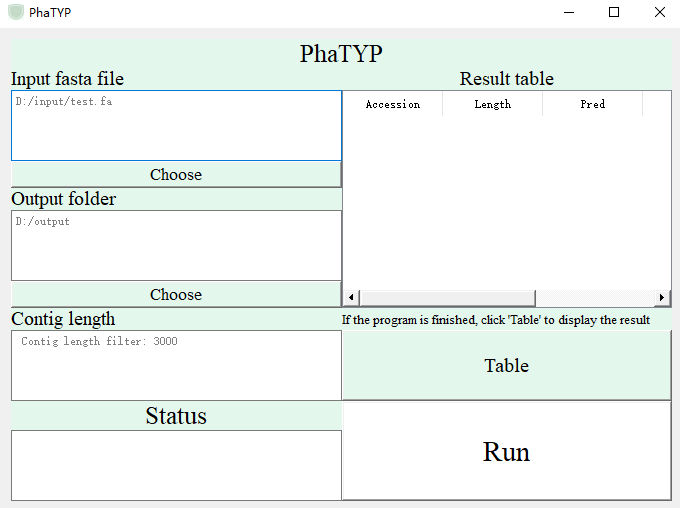 PhaTYP
PhaTYP
Input fasta file
D:/input/test.fa
Choose
Output folder
D:/output
Choose
Contig length
Contig length filter: 3000
Status
Result table
Accession Length Pred
If the program is finished, click 'Table' to display the result
Table
Run